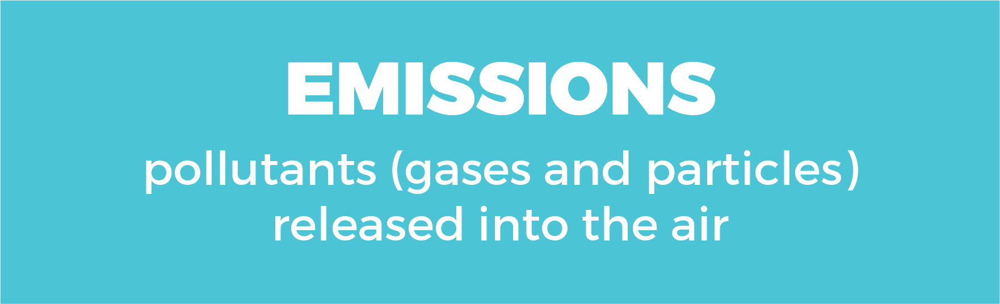 EMISSIONS
pollutants (gases and particles)
released into the air